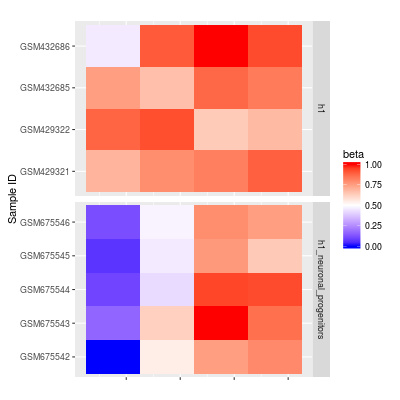 GSM432686
GSM432685
GSM429322
GSM429321
h1
GSM675546
GSM675545
GSM675544
GSM675543
GSM675542
h1_neuronal_progenitors
Sample ID
beta
1.00
0.75
0.50
0.25
0.00